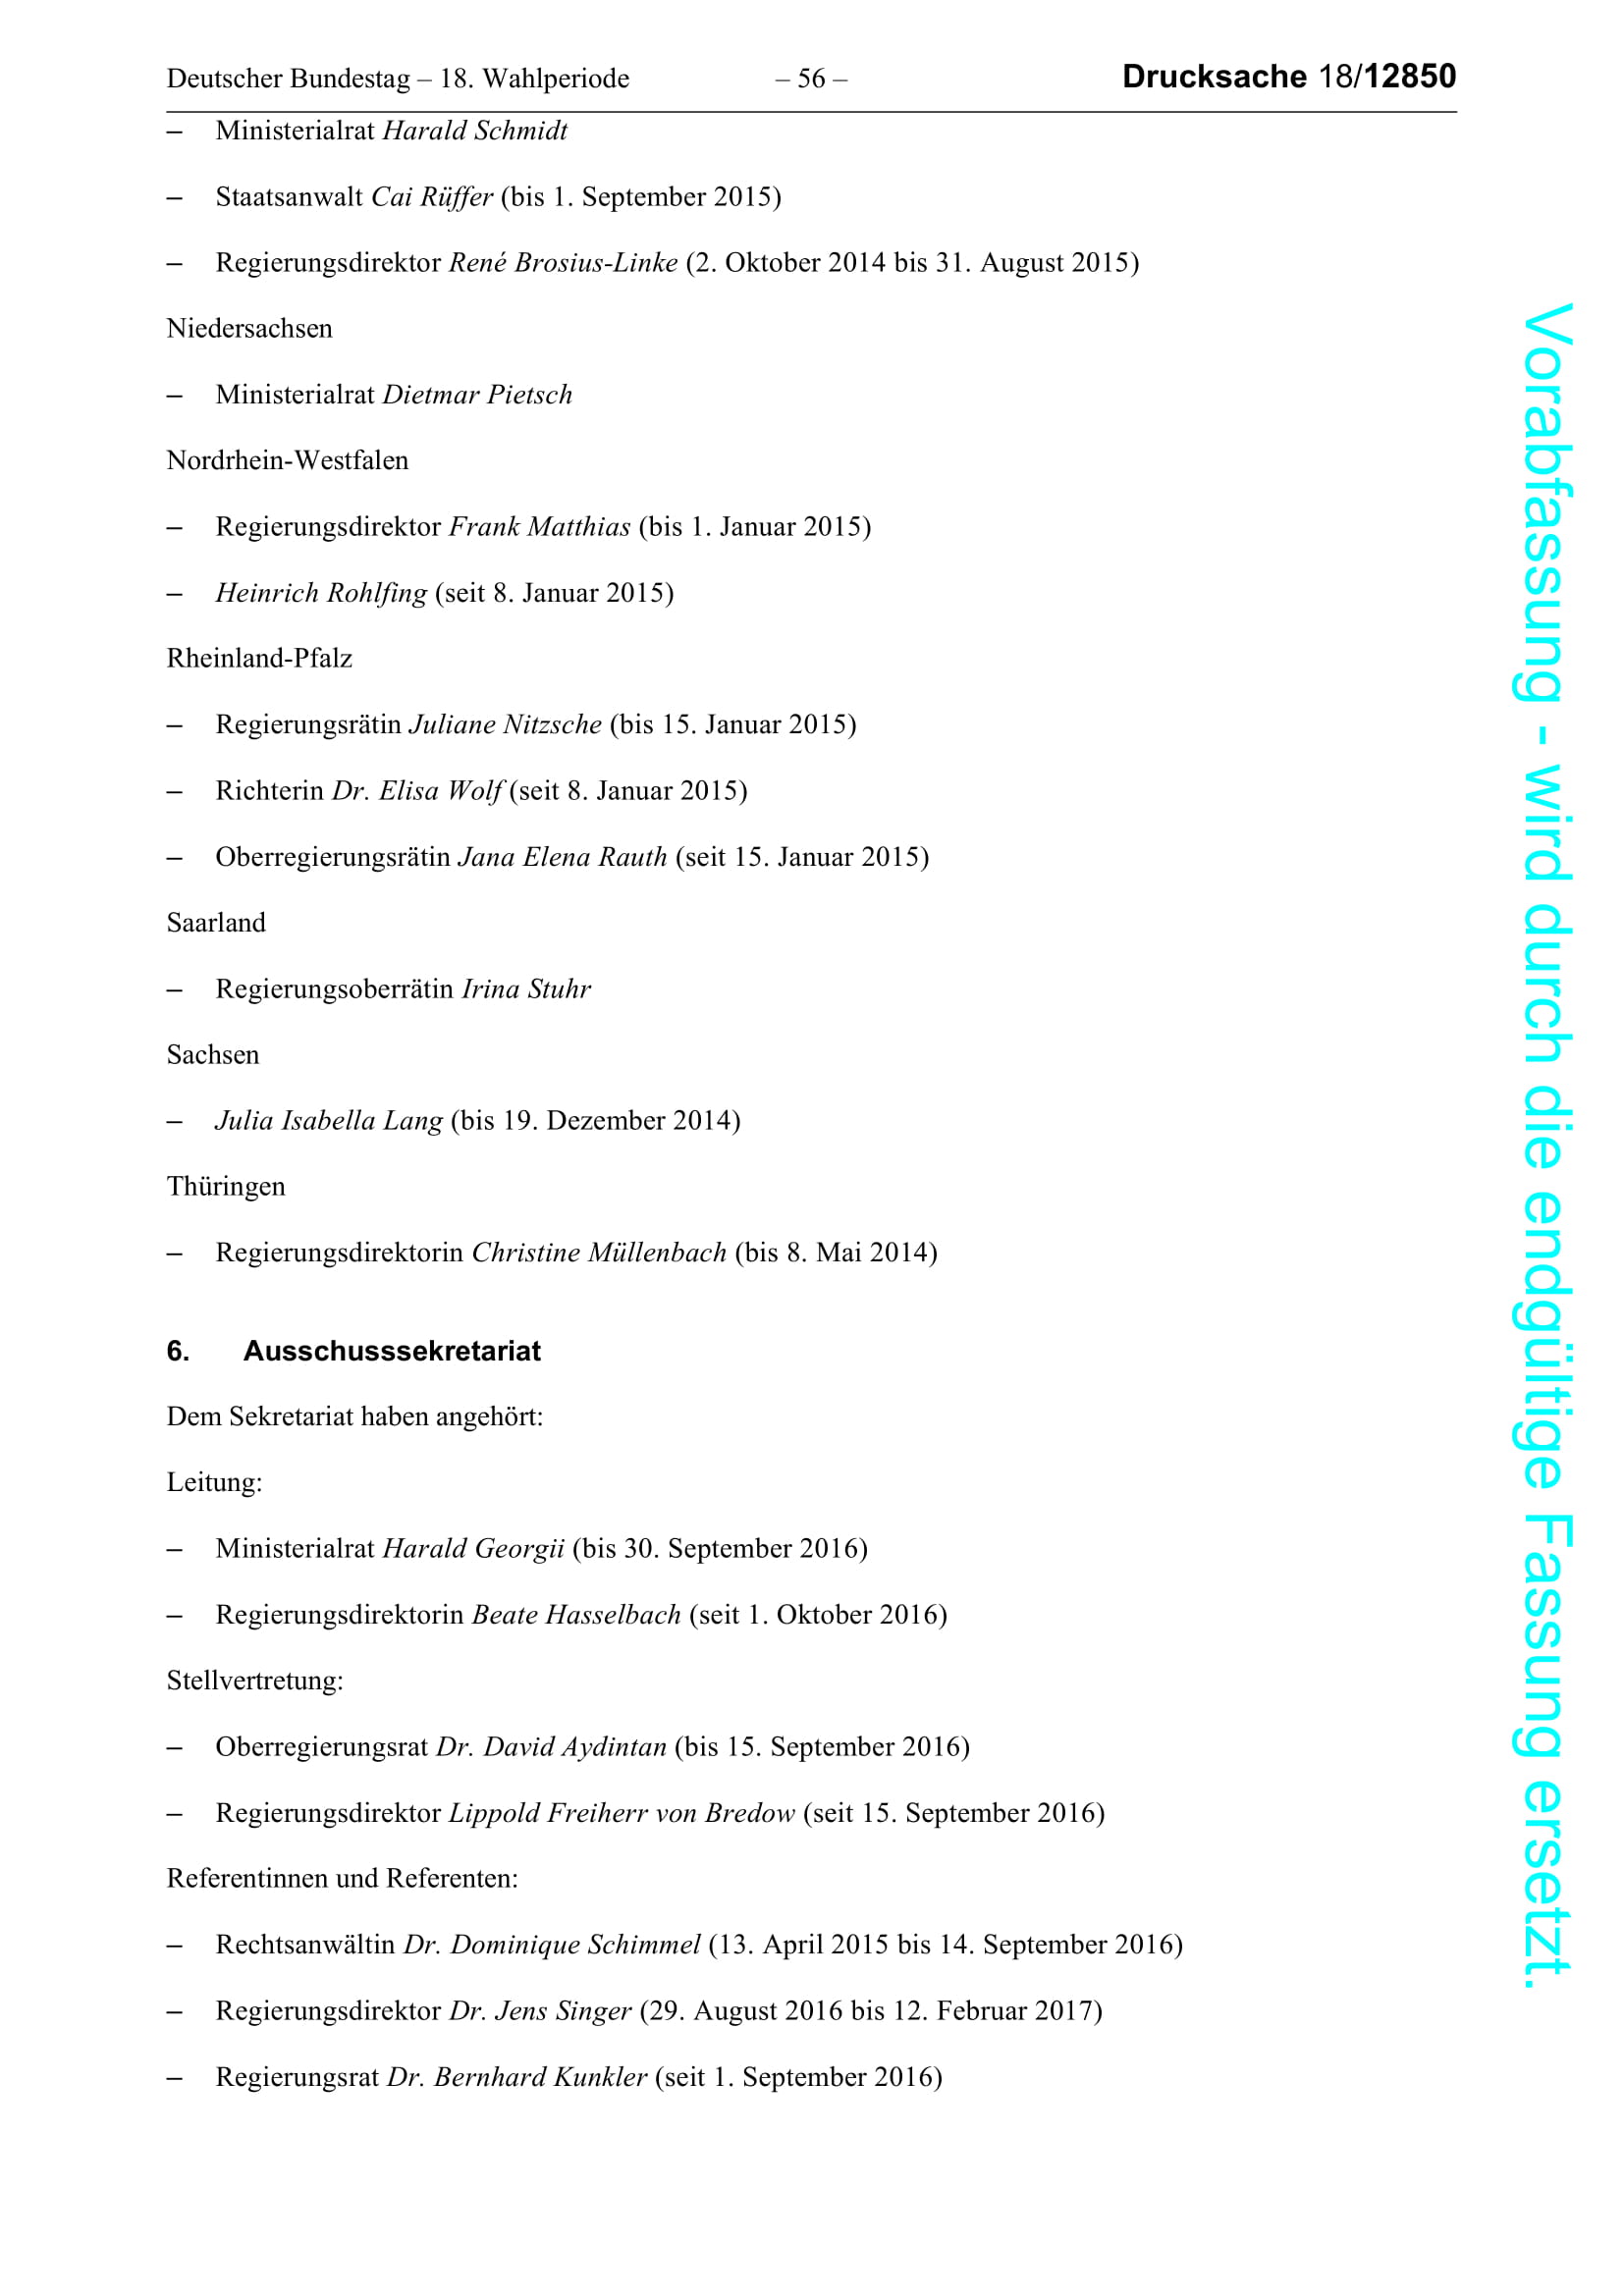 Deutscher Bundestag – 18. Wahlperiode – 56 – Drucksache 18/12850
– Ministerialrat Harald Schmidt
– Staatsanwalt Cai Rüffer (bis 1. September 2015)
– Regierungsdirektor René Brosius-Linke (2. Oktober 2014 bis 31. August 2015)
Niedersachsen
– Ministerialrat Dietmar Pietsch
Nordrhein-Westfalen
– Regierungsdirektor Frank Matthias (bis 1. Januar 2015)
– Heinrich Rohlfing (seit 8. Januar 2015)
Rheinland-Pfalz
– Regierungsrätin Juliane Nitzsche (bis 15. Januar 2015)
– Richterin Dr. Elisa Wolf (seit 8. Januar 2015)
– Oberregierungsrätin Jana Elena Rauth (seit 15. Januar 2015)
Saarland
– Regierungsoberrätin Irina Stuhr
Sachsen
– Julia Isabella Lang (bis 19. Dezember 2014)
Thüringen
– Regierungsdirektorin Christine Müllenbach (bis 8. Mai 2014)
6. Ausschusssekretariat
Dem Sekretariat haben angehört:
Leitung:
– Ministerialrat Harald Georgii (bis 30. September 2016)
– Regierungsdirektorin Beate Hasselbach (seit 1. Oktober 2016)
Stellvertretung:
– Oberregierungsrat Dr. David Aydintan (bis 15. September 2016)
– Regierungsdirektor Lippold Freiherr von Bredow (seit 15. September 2016)
Referentinnen und Referenten:
– Rechtsanwältin Dr. Dominique Schimmel (13. April 2015 bis 14. September 2016)
– Regierungsdirektor Dr. Jens Singer (29. August 2016 bis 12. Februar 2017)
– Regierungsrat Dr. Bernhard Kunkler (seit 1. September 2016)
Vorabfassung - wird durch die endgültige Fassung ersetzt.